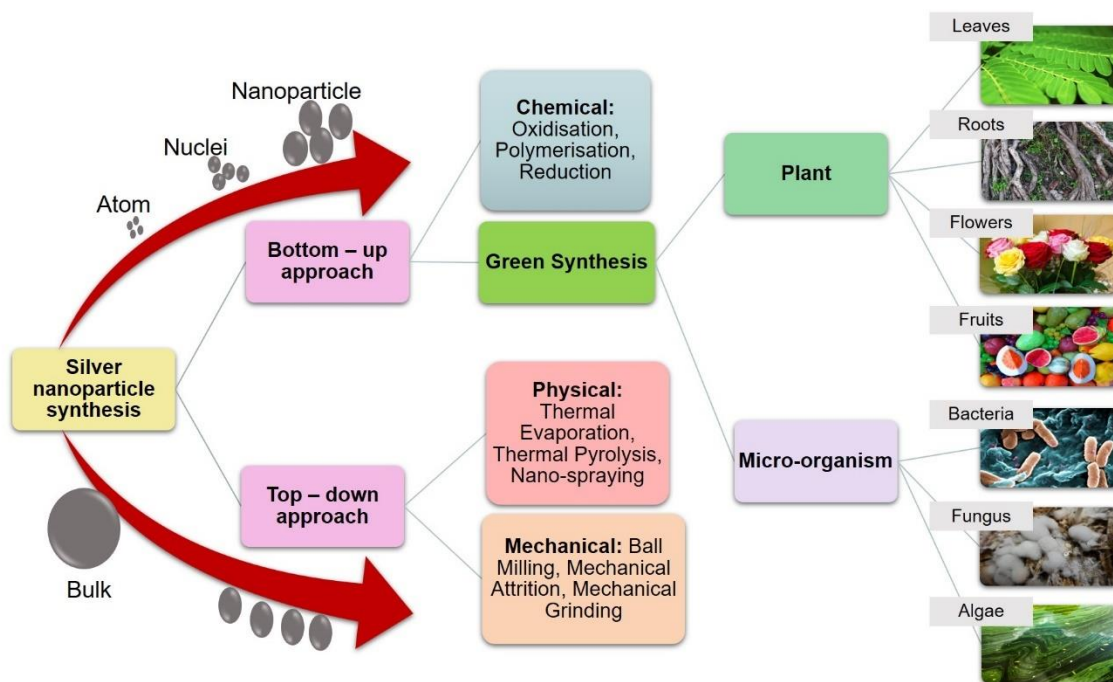 Nanoparticle
Nuclei
Atom
Silver
nanoparticle
synthesis
Bulk
Bottom – up
approach
Top – down
approach
Chemical:
Oxidisation,
Polymerisation,
Reduction
Green Synthesis
Physical:
Thermal
Evaporation,
Thermal Pyrolysis,
Nano-spraying
Mechanical: Ball
Milling, Mechanical
Attrition, Mechanical
Grinding
Plant
Micro-organism
Leaves
Roots
Flowers
Fruits
Bacteria
Fungus
Algae